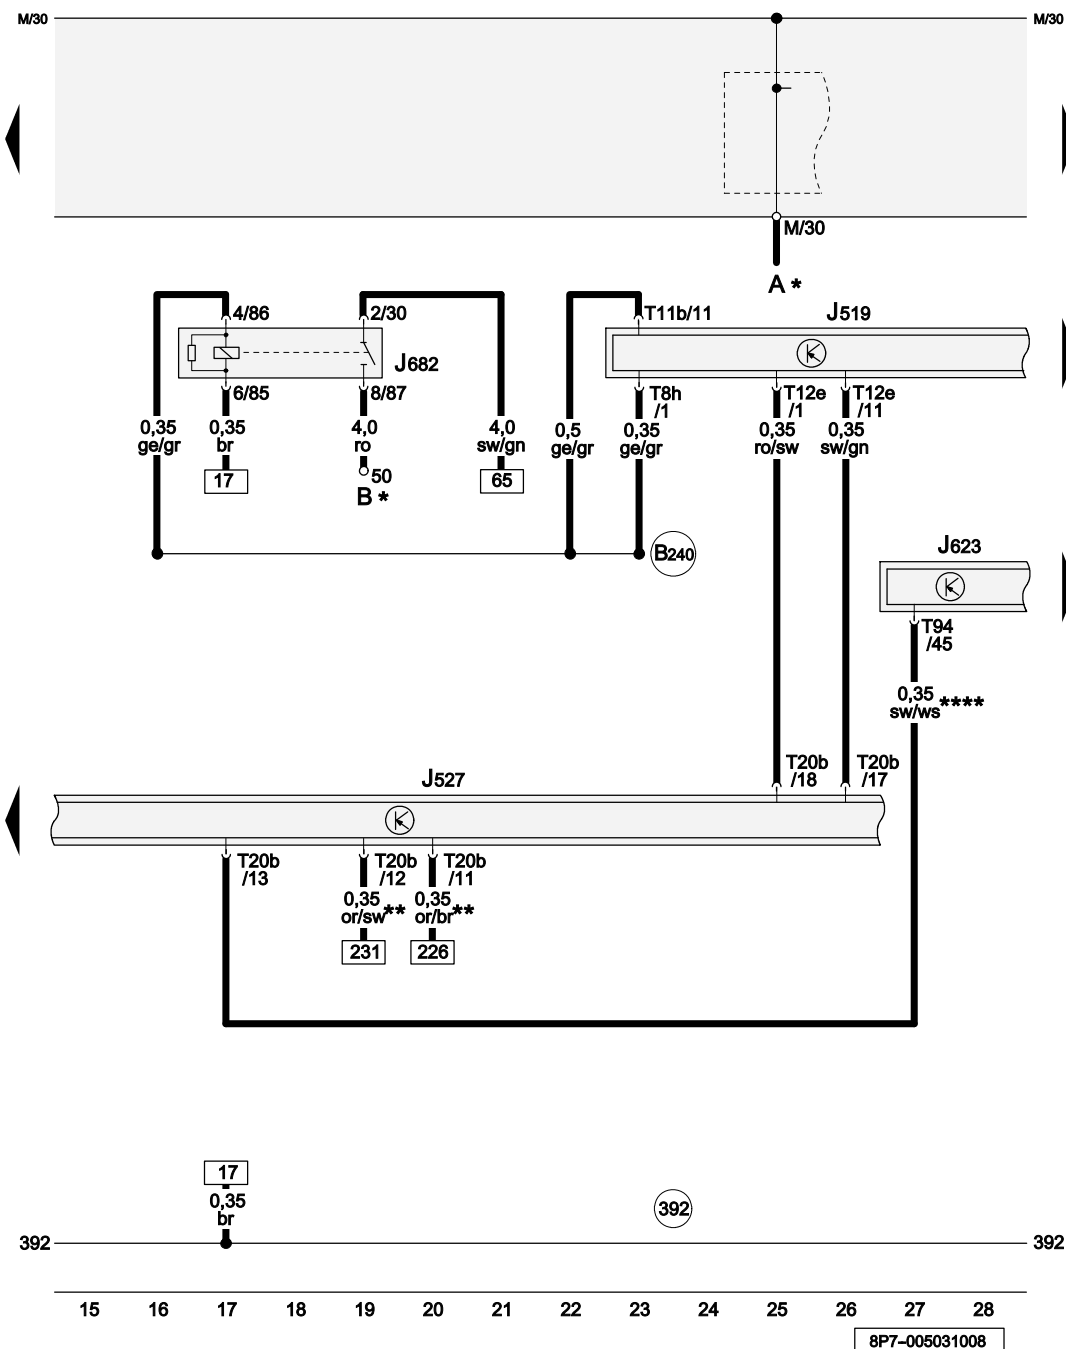 M/30
M/30
M/30
A *
4/86
2/30
T11b/11
J519
J682
6/85
8/87
T8h
/1
T12e
/1
T12e
/11
0,35
ge/gr
0,35
br
4,0
ro
4,0
sw/gn
0,5
ge/gr
0,35
ge/gr
0,35
ro/sw
0,35
sw/gn
17
50
B *
65
B240
J623
T94
/45
0,35
sw/ws****
J527
T20b
/18
T20b
/17
T20b
/13
T20b
/12
T20b
/11
0,35
or/sw**
0,35
or/br**
231
226
17
0,35
br
392
392
392
15 16 17 18 19 20 21 22 23 24 25 26 27 28
8P7-005031008